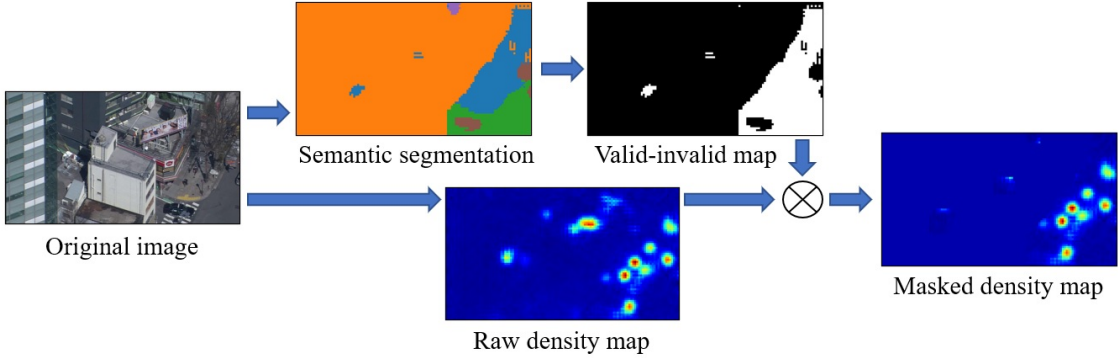 Semantic segmentation
Valid-invalid map
Original image
Masked density map
Raw density map